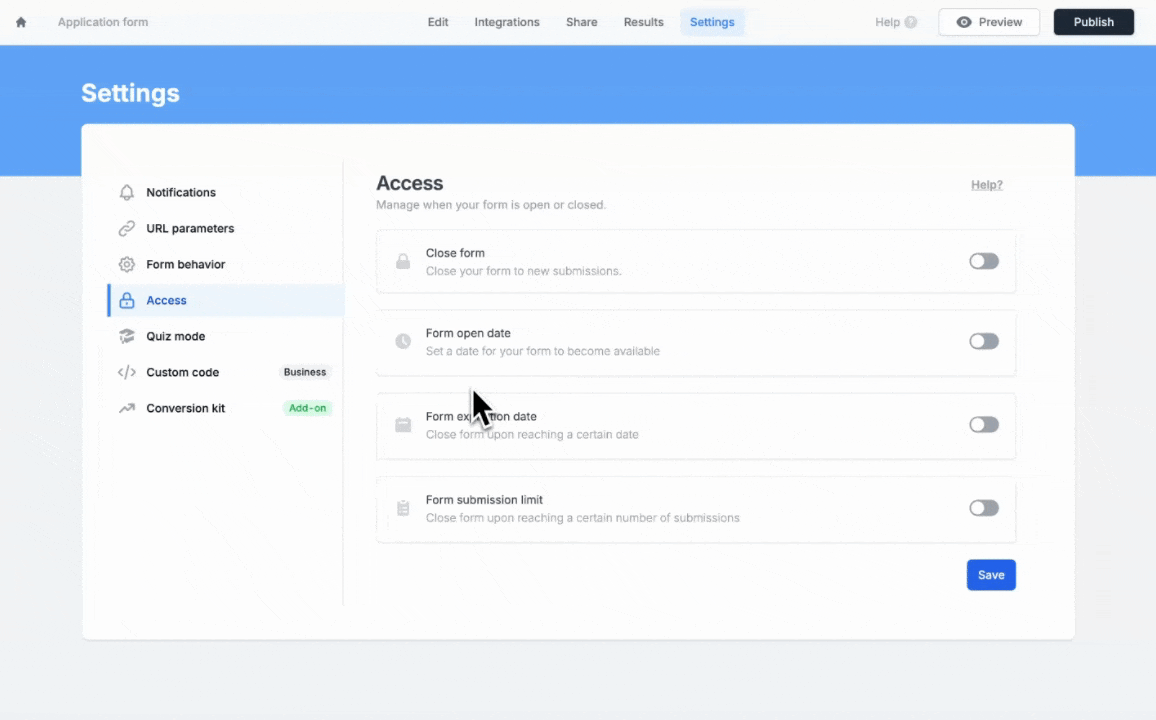 Application form
Edit
Integrations
Share
Results
Settings
Help
Preview
Publish
Settings
Notifications
URL parameters
Form behavior
Access
Quiz mode
Custom code
Business
Conversion kit
Add-on
Access
Help?
Manage when your form is open or closed.
Close form
Close your form to new submissions.
Form open date
Set a date for your form to become available
Form date
Close form upon reaching a certain date
Form submission limit
Close form upon reaching a certain number of submissions
Save